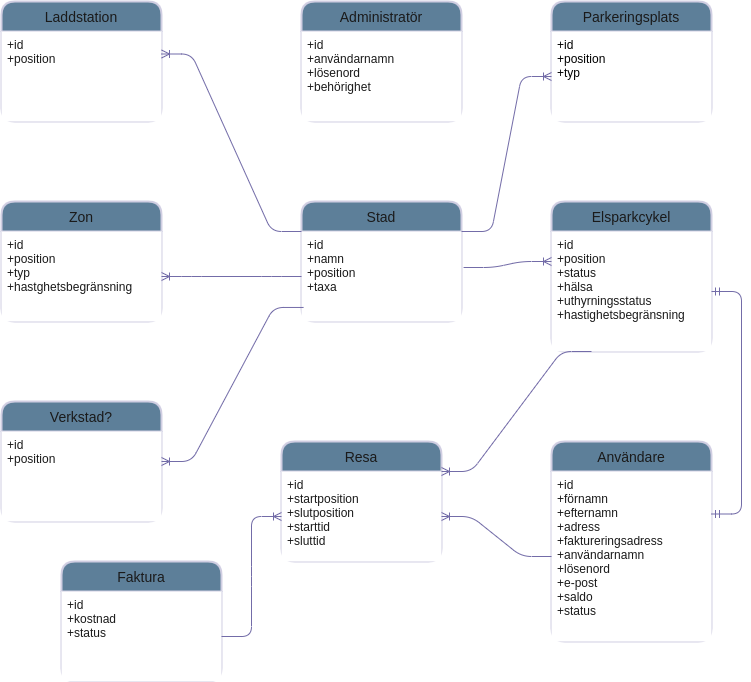 Laddstation
+id
+position
Administratör
+id
+användarnamn
+lösenord
+behörighet
Parkeringsplats
+id
+position
+typ
Zon
+id
+position
+typ
+hastghetsbegränsning
Stad
+id
+namn
+position
+taxa
Elsparkcykel
+id
+position
+status
+hälsa
+uthyrningsstatus
+hastighetsbegränsning
Verkstad?
+id
+position
Resa
+id
+startposition
+slutposition
+starttid
+sluttid
Användare
+id
+förnamn
+efternamn
+adress
+faktureringsadress
+användarnamn
+lösenord
+e-post
+saldo
+status
Faktura
+id
+kostnad
+status